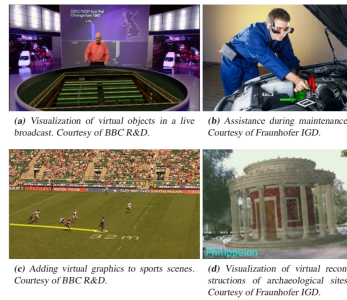 (a) Visualization of virtual objects in a live
broadcast. Courtesy of BBC R&D.
(b) Assistance during maintenance
Courtesy of Fraunhofer IGD.
32m
Philippeion
(c) Adding virtual graphics to sports scenes.
Courtesy of BBC R&D.
(d) Visualization of virtual recon
structions of archaeological sites
Courtesy of Fraunhofer IGD.